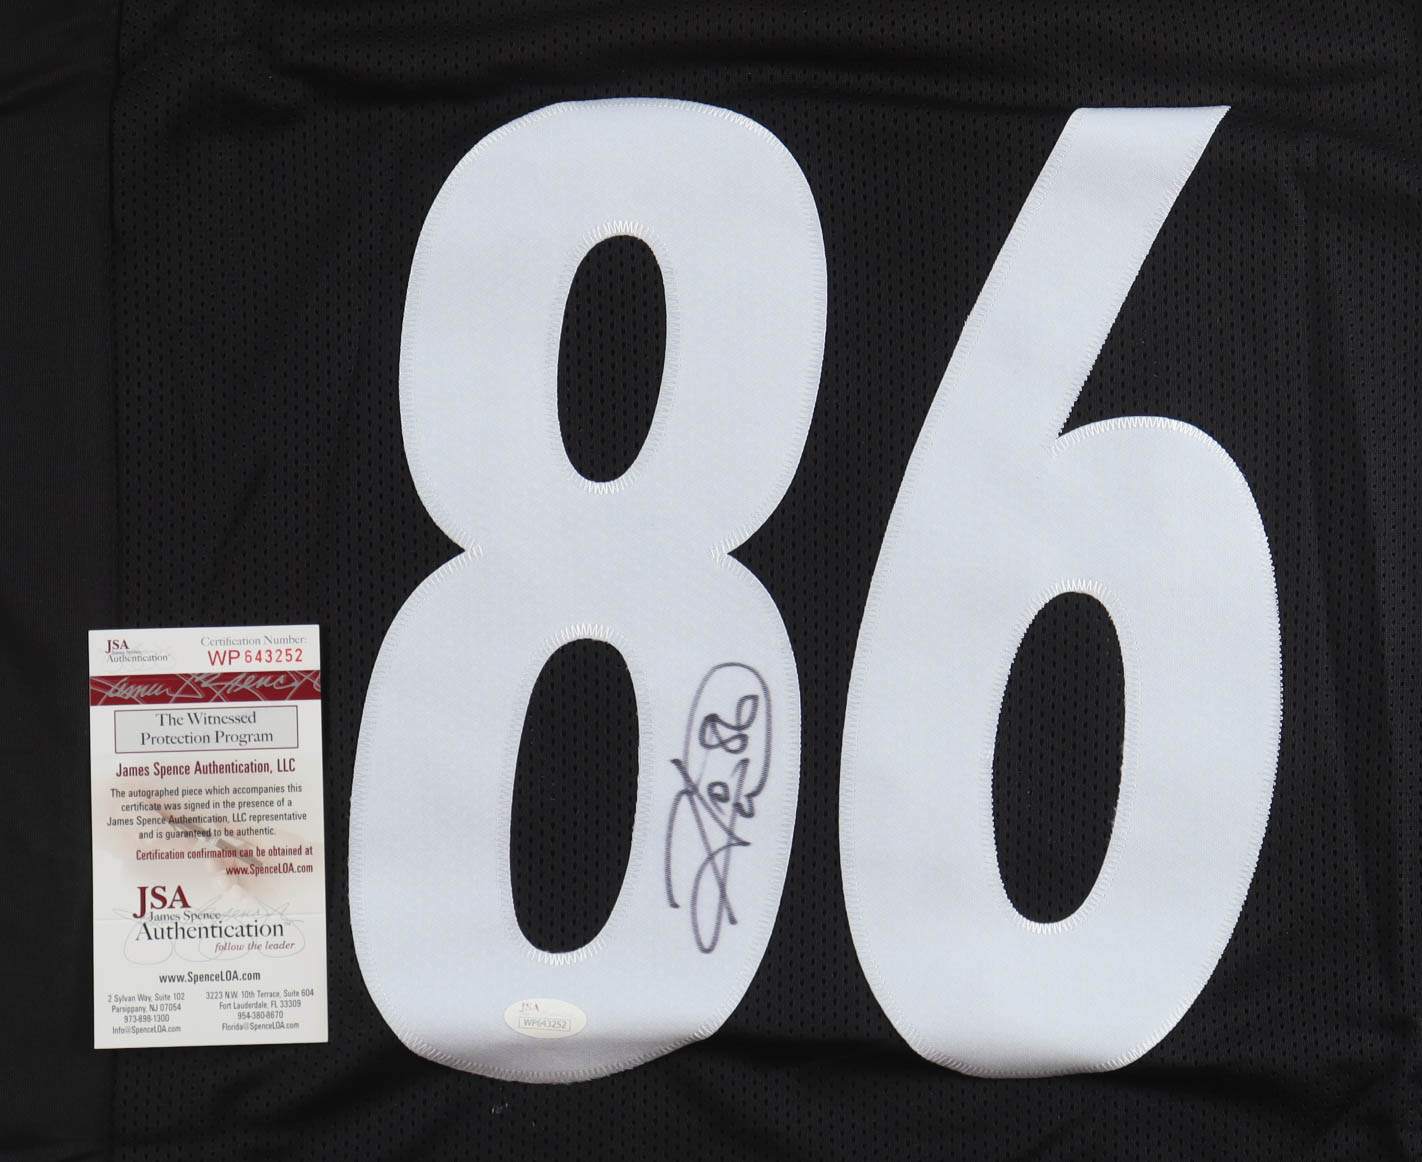 86
JSA
Authentication
Certification Number:
WP 643252
The Witnessed
Protection Program
James Spence Authentication, LLC
The autographed piece which accompanies this
certificate was signed in the presence of a
James Spence Authentication, LLC representative
and is guaranteed to be authentic.
Certification confirmation can be obtained at
www.SpenceLOA.com
JSA
James Spence
Authentication™
follow the leader
www.SpenceLOA.com
2 Sylvan Way, Suite 102
Parsippany, NJ 07054
973-898-1300
Info@SpenceLOA.com
3223 N.W. 10th Terrace, Suite 604
Fort Lauderdale, FL 33309
954-380-8670
Florida@SpenceLOA.com
86
JSA
WP643252